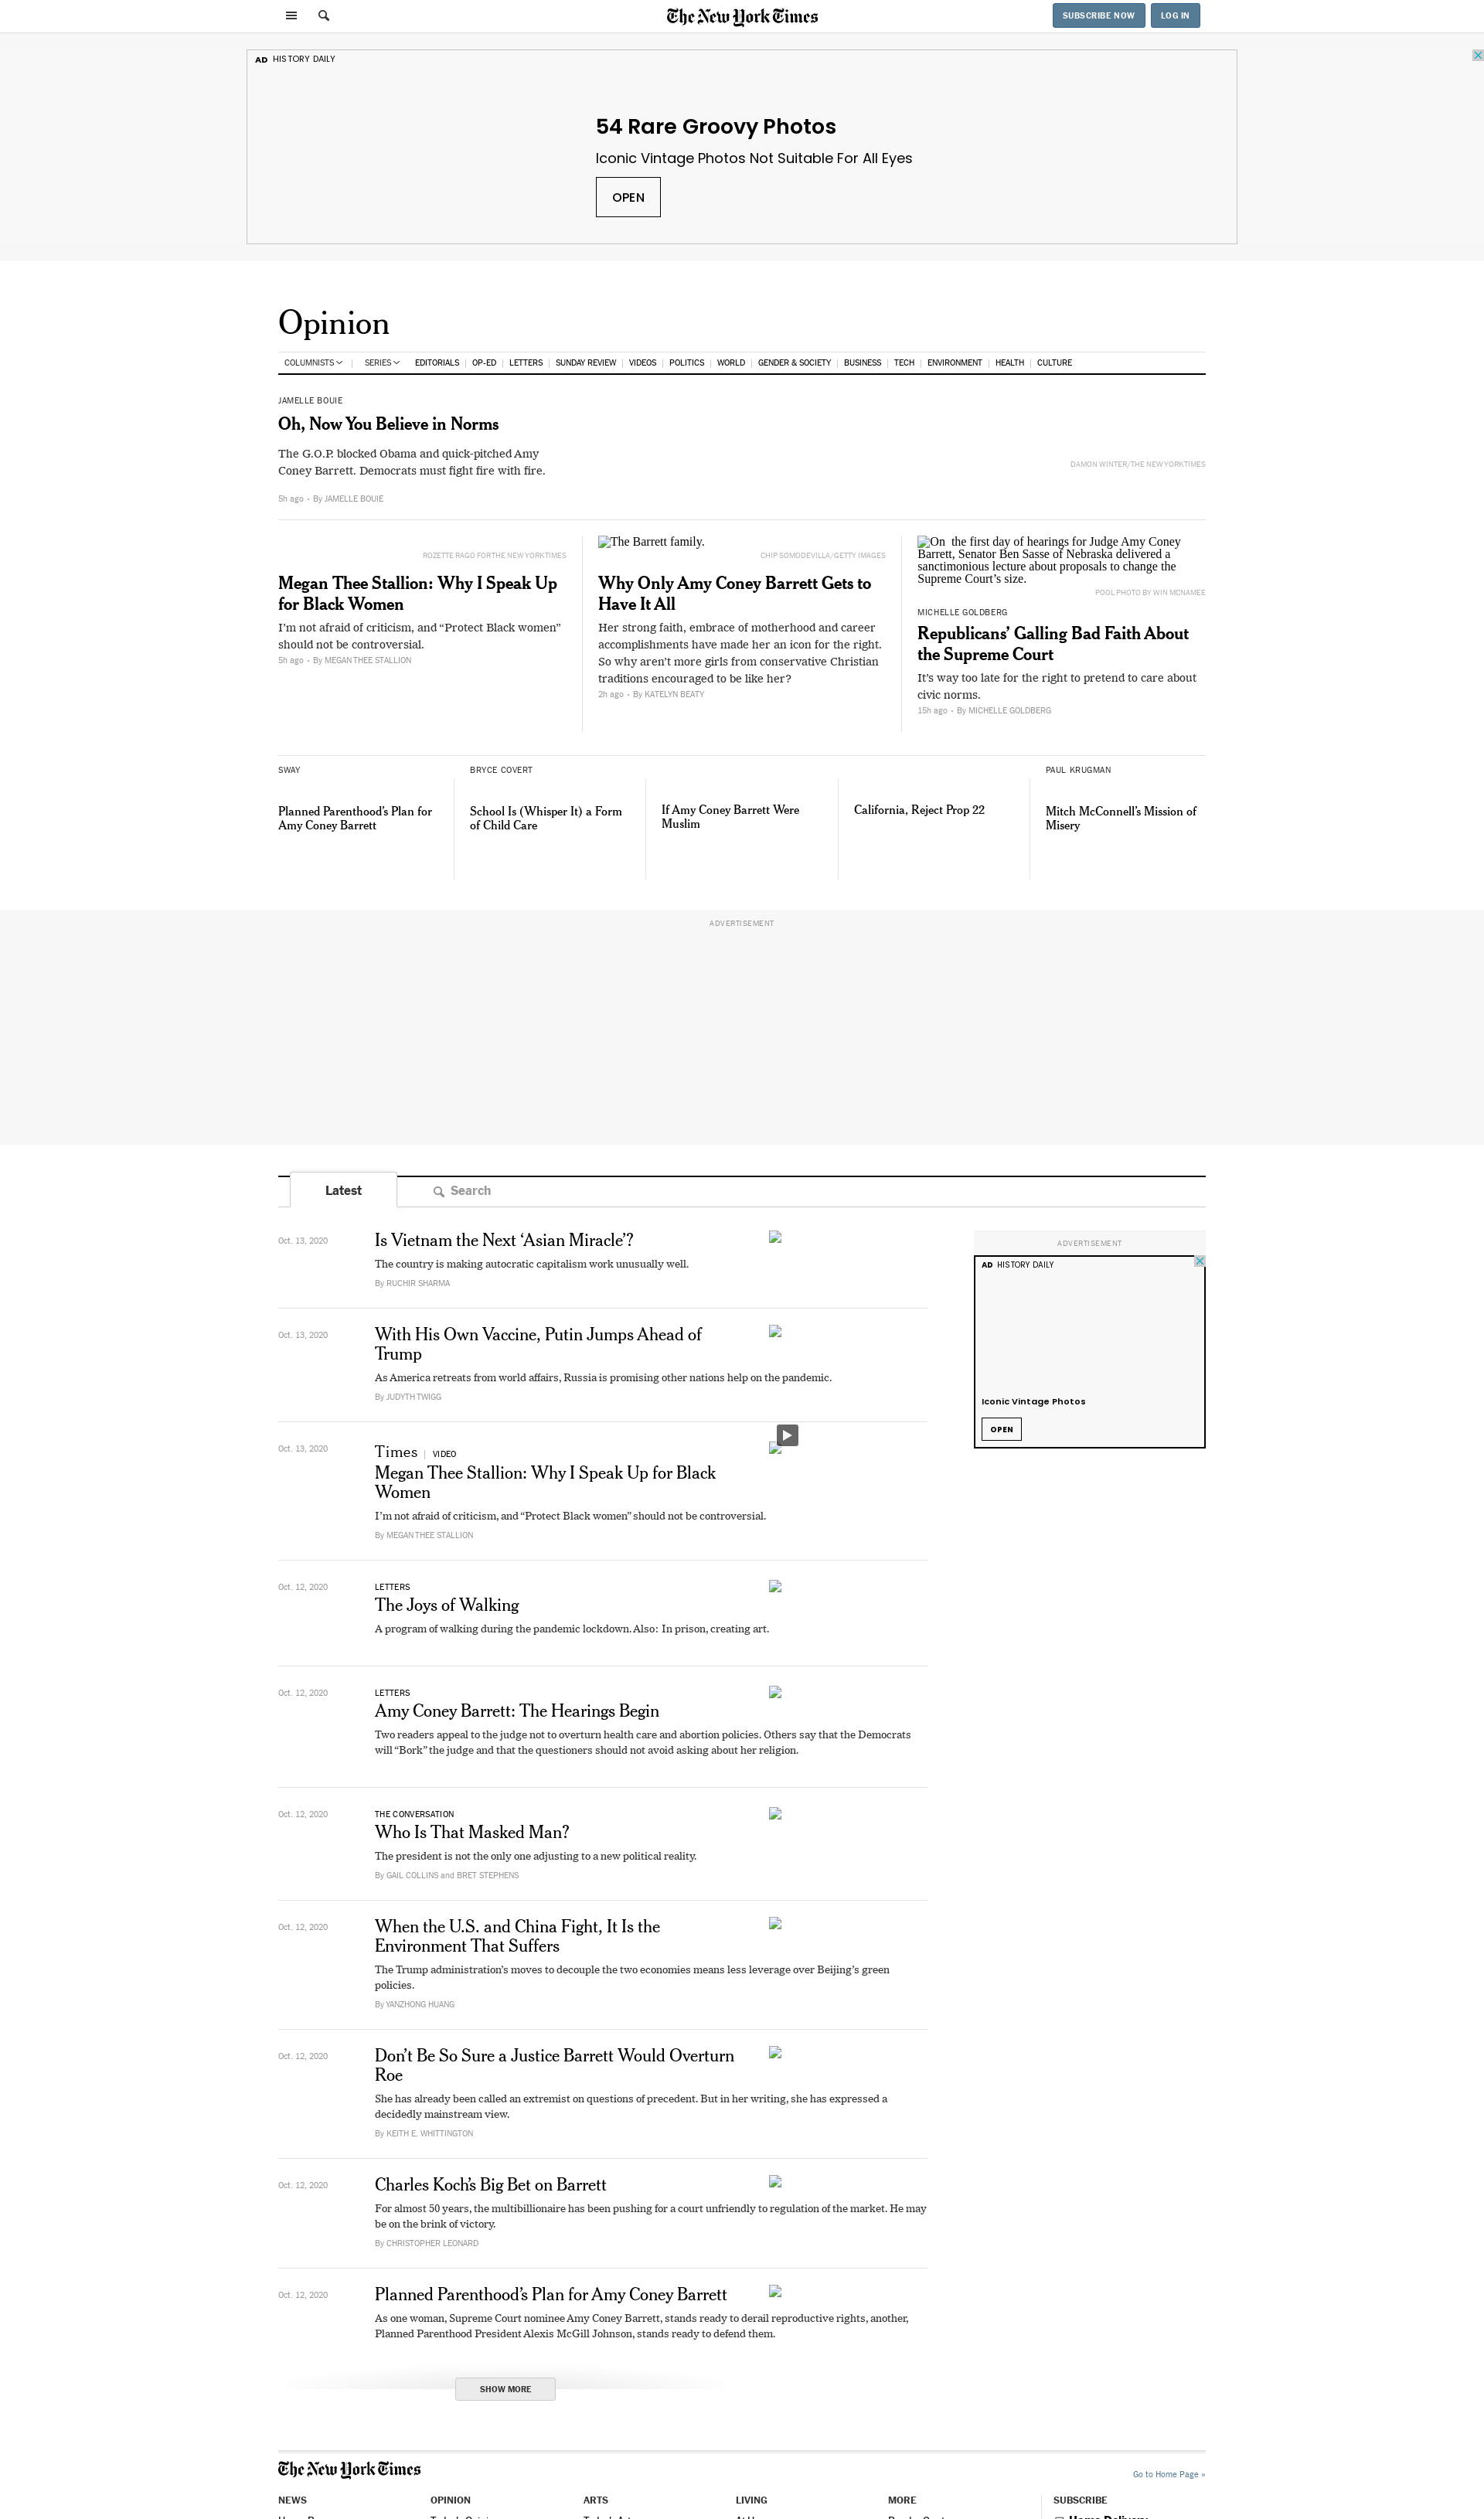 The New York Times
SUBSCRIBE NOW
LOG IN
AD HISTORY DAILY
54 Rare Groovy Photos
Iconic Vintage Photos Not Suitable For All Eyes
OPEN
Opinion
COLUMNISTS | SERIES EDITORIALS | OP-ED | LETTERS | SUNDAY REVIEW | VIDEOS | POLITICS | WORLD | GENDER & SOCIETY | BUSINESS | TECH | ENVIRONMENT | HEALTH | CULTURE
JAMELLE BOUIE
Oh, Now You Believe in Norms
The G.O.P. blocked Obama and quick-pitched Amy
Coney Barrett. Democrats must fight fire with fire.
5h ago • By JAMELLE BOUIE
DAMON WINTER/THE NEW YORK TIMES
ROZETTE RAGO FOR THE NEW YORK TIMES
Megan Thee Stallion: Why I Speak Up
for Black Women
I’m not afraid of criticism, and “Protect Black women”
should not be controversial.
5h ago • By MEGAN THEE STALLION
The Barrett family.
CHIP SOMODEVILLA/GETTY IMAGES
Why Only Amy Coney Barrett Gets to
Have It All
Her strong faith, embrace of motherhood and career
accomplishments have made her an icon for the right.
So why aren’t more girls from conservative Christian
traditions encouraged to be like her?
2h ago • By KATELYN BEATY
On the first day of hearings for Judge Amy Coney
Barrett, Senator Ben Sasse of Nebraska delivered a
sanctimonious lecture about proposals to change the
Supreme Court’s size.
POOL PHOTO BY WIN MCNAMEE
MICHELLE GOLDBERG
Republicans’ Galling Bad Faith About
the Supreme Court
It’s way too late for the right to pretend to care about
civic norms.
15h ago • By MICHELLE GOLDBERG
SWAY
Planned Parenthood’s Plan for
Amy Coney Barrett
BRYCE COVERT
School Is (Whisper It) a Form
of Child Care
If Amy Coney Barrett Were
Muslim
California, Reject Prop 22
PAUL KRUGMAN
Mitch McConnell’s Mission of
Misery
ADVERTISEMENT
Latest
Search
Oct. 13, 2020
Is Vietnam the Next ‘Asian Miracle’?
The country is making autocratic capitalism work unusually well.
By RUCHIR SHARMA
Oct. 13, 2020
With His Own Vaccine, Putin Jumps Ahead of
Trump
As America retreats from world affairs, Russia is promising other nations help on the pandemic.
By JUDYTH TWIGG
Oct. 13, 2020
Times | VIDEO
Megan Thee Stallion: Why I Speak Up for Black
Women
I’m not afraid of criticism, and “Protect Black women” should not be controversial.
By MEGAN THEE STALLION
Oct. 12, 2020
LETTERS
The Joys of Walking
A program of walking during the pandemic lockdown. Also: In prison, creating art.
Oct. 12, 2020
LETTERS
Amy Coney Barrett: The Hearings Begin
Two readers appeal to the judge not to overturn health care and abortion policies. Others say that the Democrats
will “Bork” the judge and that the questioners should not avoid asking about her religion.
Oct. 12, 2020
THE CONVERSATION
Who Is That Masked Man?
The president is not the only one adjusting to a new political reality.
By GAIL COLLINS and BRET STEPHENS
Oct. 12, 2020
When the U.S. and China Fight, It Is the
Environment That Suffers
The Trump administration’s moves to decouple the two economies means less leverage over Beijing’s green
policies.
By YANZHONG HUANG
Oct. 12, 2020
Don’t Be So Sure a Justice Barrett Would Overturn
Roe
She has already been called an extremist on questions of precedent. But in her writing, she has expressed a
decidedly mainstream view.
By KEITH E. WHITTINGTON
Oct. 12, 2020
Charles Koch’s Big Bet on Barrett
For almost 50 years, the multibillionaire has been pushing for a court unfriendly to regulation of the market. He may
be on the brink of victory.
By CHRISTOPHER LEONARD
Oct. 12, 2020
Planned Parenthood’s Plan for Amy Coney Barrett
As one woman, Supreme Court nominee Amy Coney Barrett, stands ready to derail reproductive rights, another,
Planned Parenthood President Alexis McGill Johnson, stands ready to defend them.
SHOW MORE
ADVERTISEMENT
AD HISTORY DAILY
Iconic Vintage Photos
OPEN
The New York Times
Go to Home Page »
NEWS
OPINION
ARTS
LIVING
MORE
SUBSCRIBE